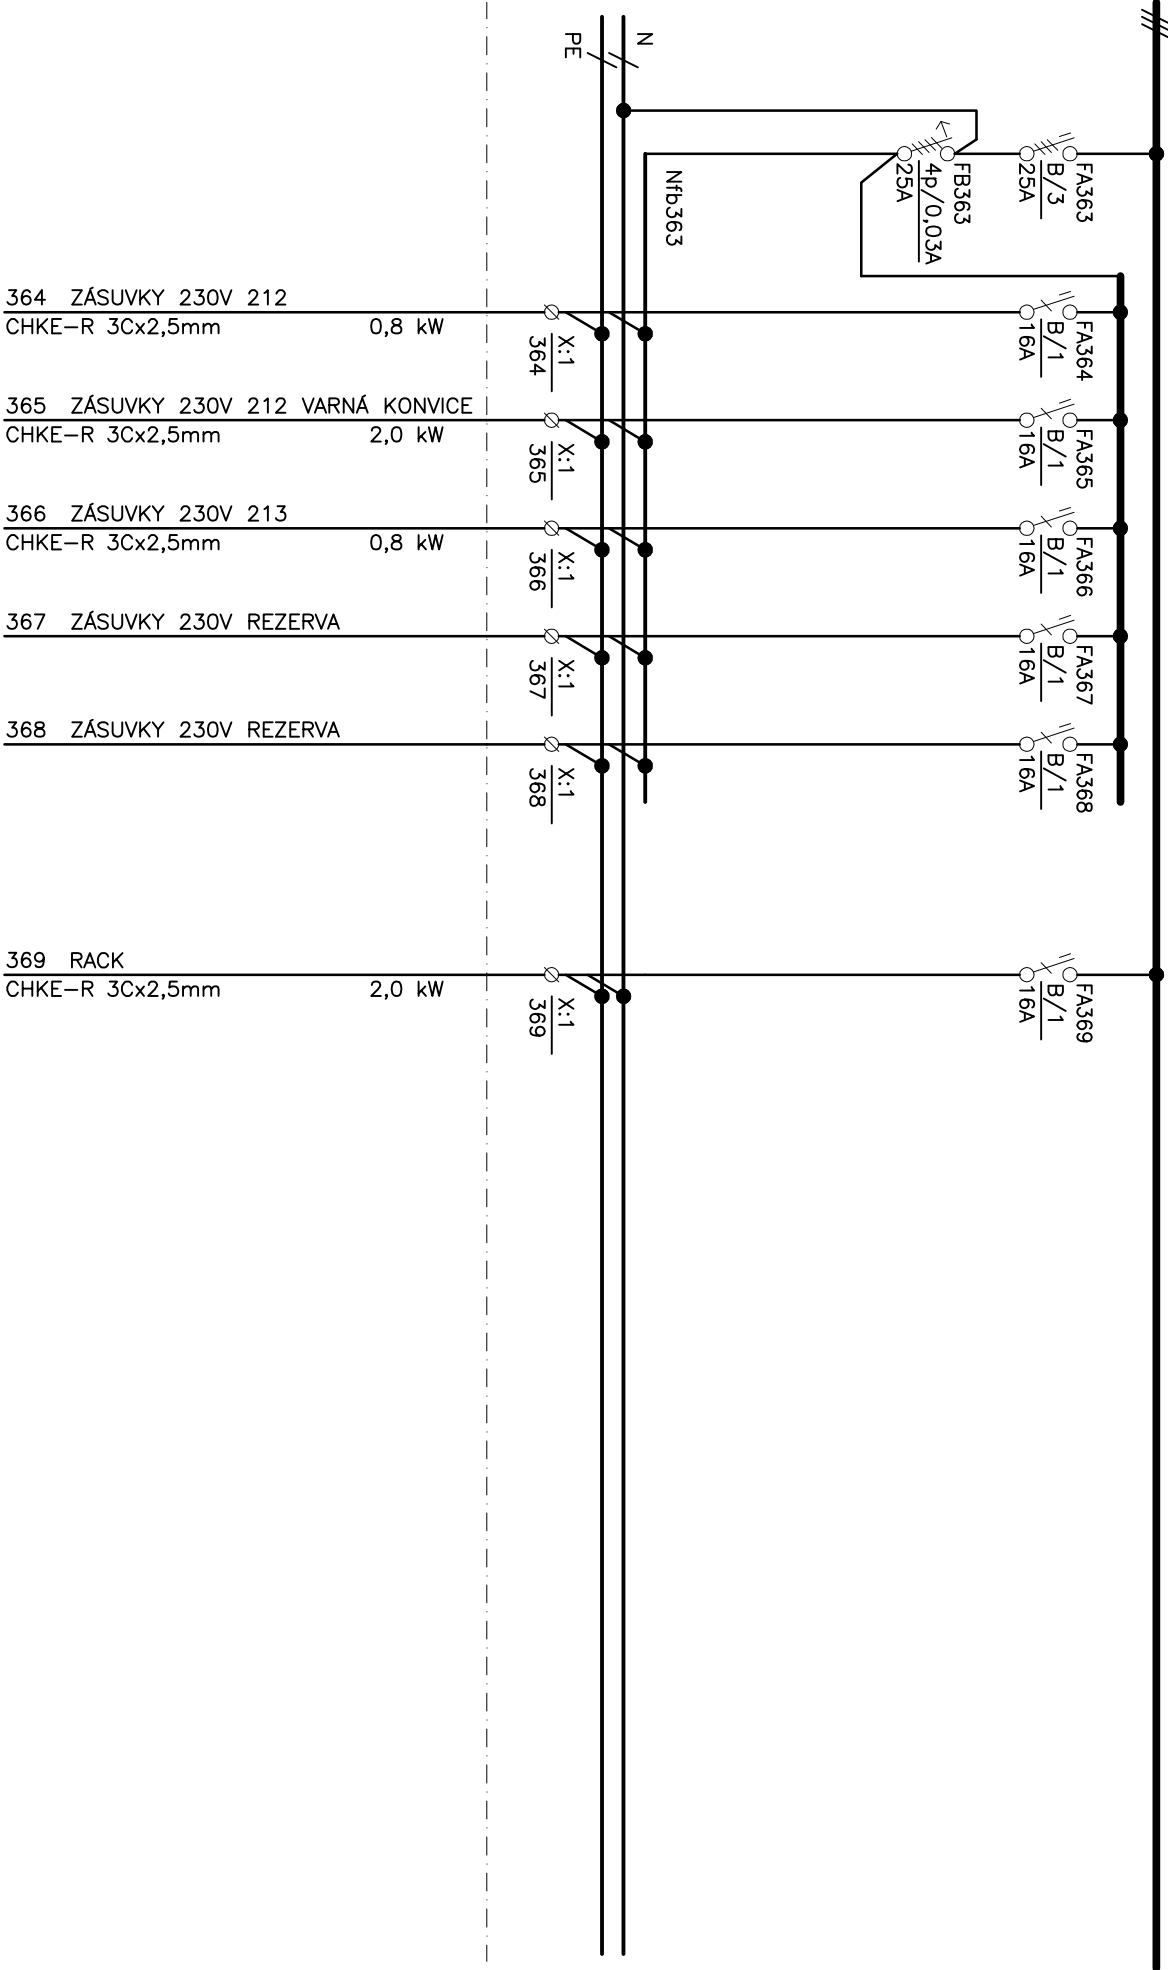 N
PE
FA363
B/3
25A
FB363
4p/0,03A
25A
Nfb363
364 ZÁSUVKY 230V 212
CHKE-R 3Cx2,5mm 0,8 kW
X:1
364
FA364
B/1
16A
365 ZÁSUVKY 230V 212 VARNÁ KONVICE
CHKE-R 3Cx2,5mm 2,0 kW
X:1
365
FA365
B/1
16A
366 ZÁSUVKY 230V 213
CHKE-R 3Cx2,5mm 0,8 kW
X:1
366
FA366
B/1
16A
367 ZÁSUVKY 230V REZERVA
X:1
367
FA367
B/1
16A
368 ZÁSUVKY 230V REZERVA
X:1
368
FA368
B/1
16A
369 RACK
CHKE-R 3Cx2,5mm 2,0 kW
X:1
369
FA369
B/1
16A